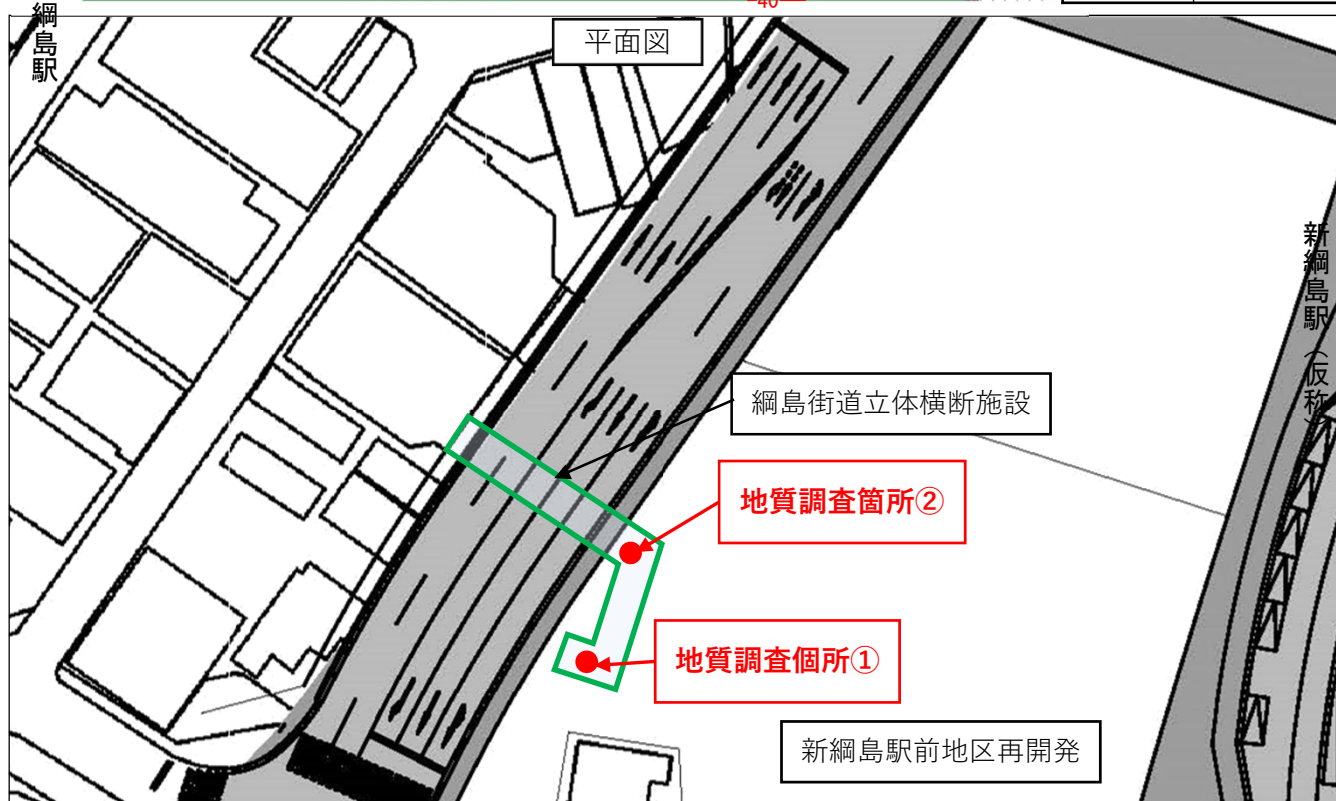 -40
綱島駅
平面図
新綱島駅（仮称）
綱島街道立体横断施設
地質調査箇所②
地質調査個所①
新綱島駅前地区再開発